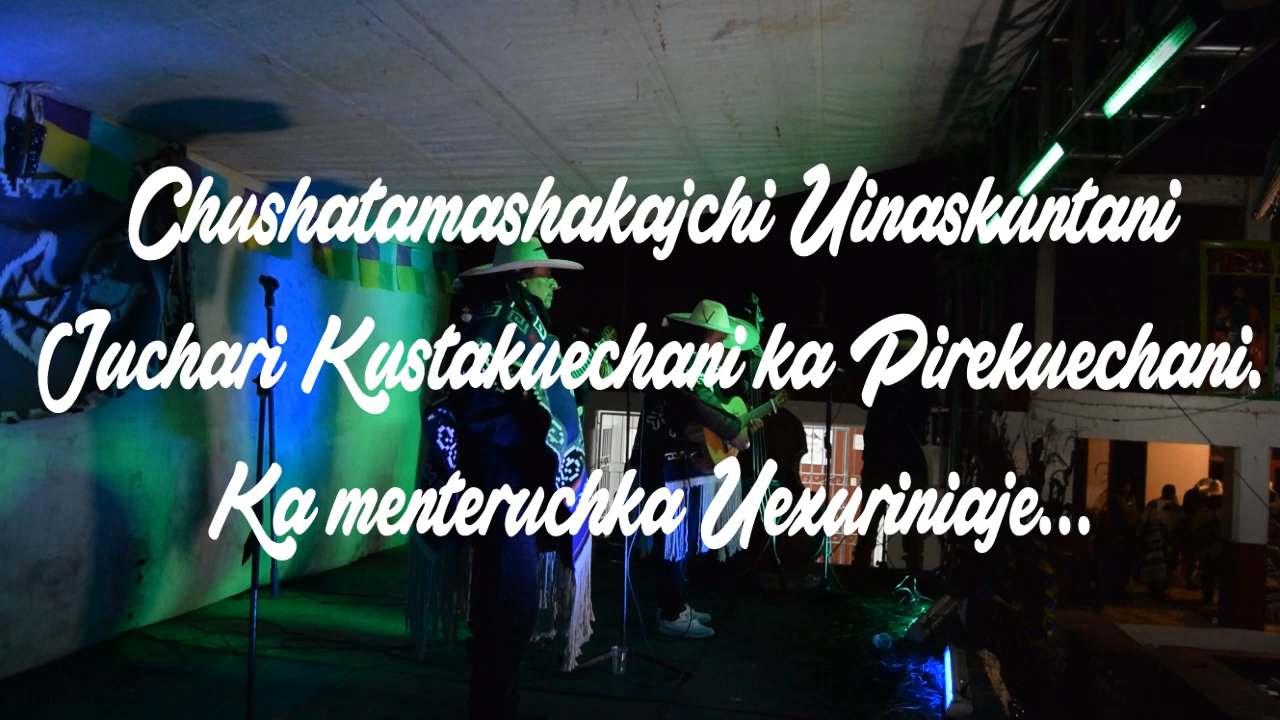 Chushatamashakajchi Uinaskuntani
Juchari Kustakuechani ka Pirekuechani.
Ka menteruchka Uexuriniaje...